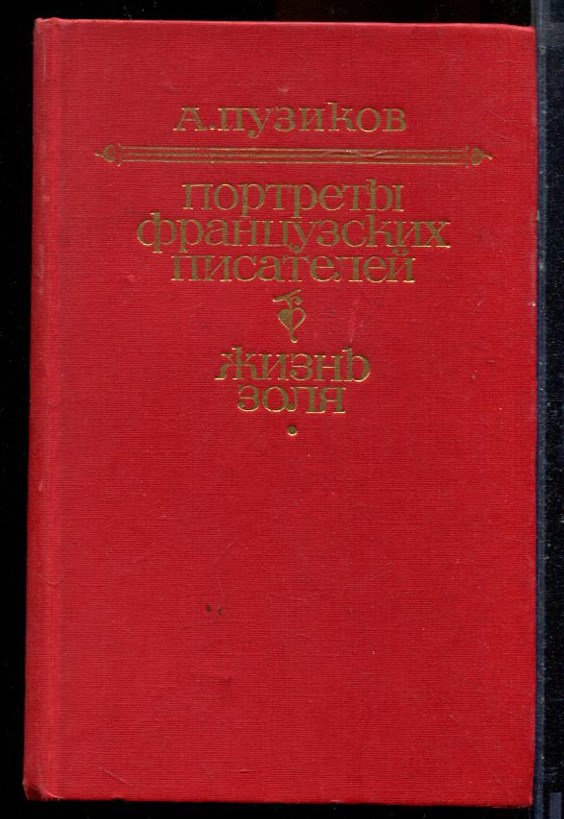 А.ПУЗИКОВ
ПОРТРЕТЫ
ФРАНЦУЗСКИХ
ПИСАТЕЛЕЙ
ЖИЗНЬ
ЗОЛЯ